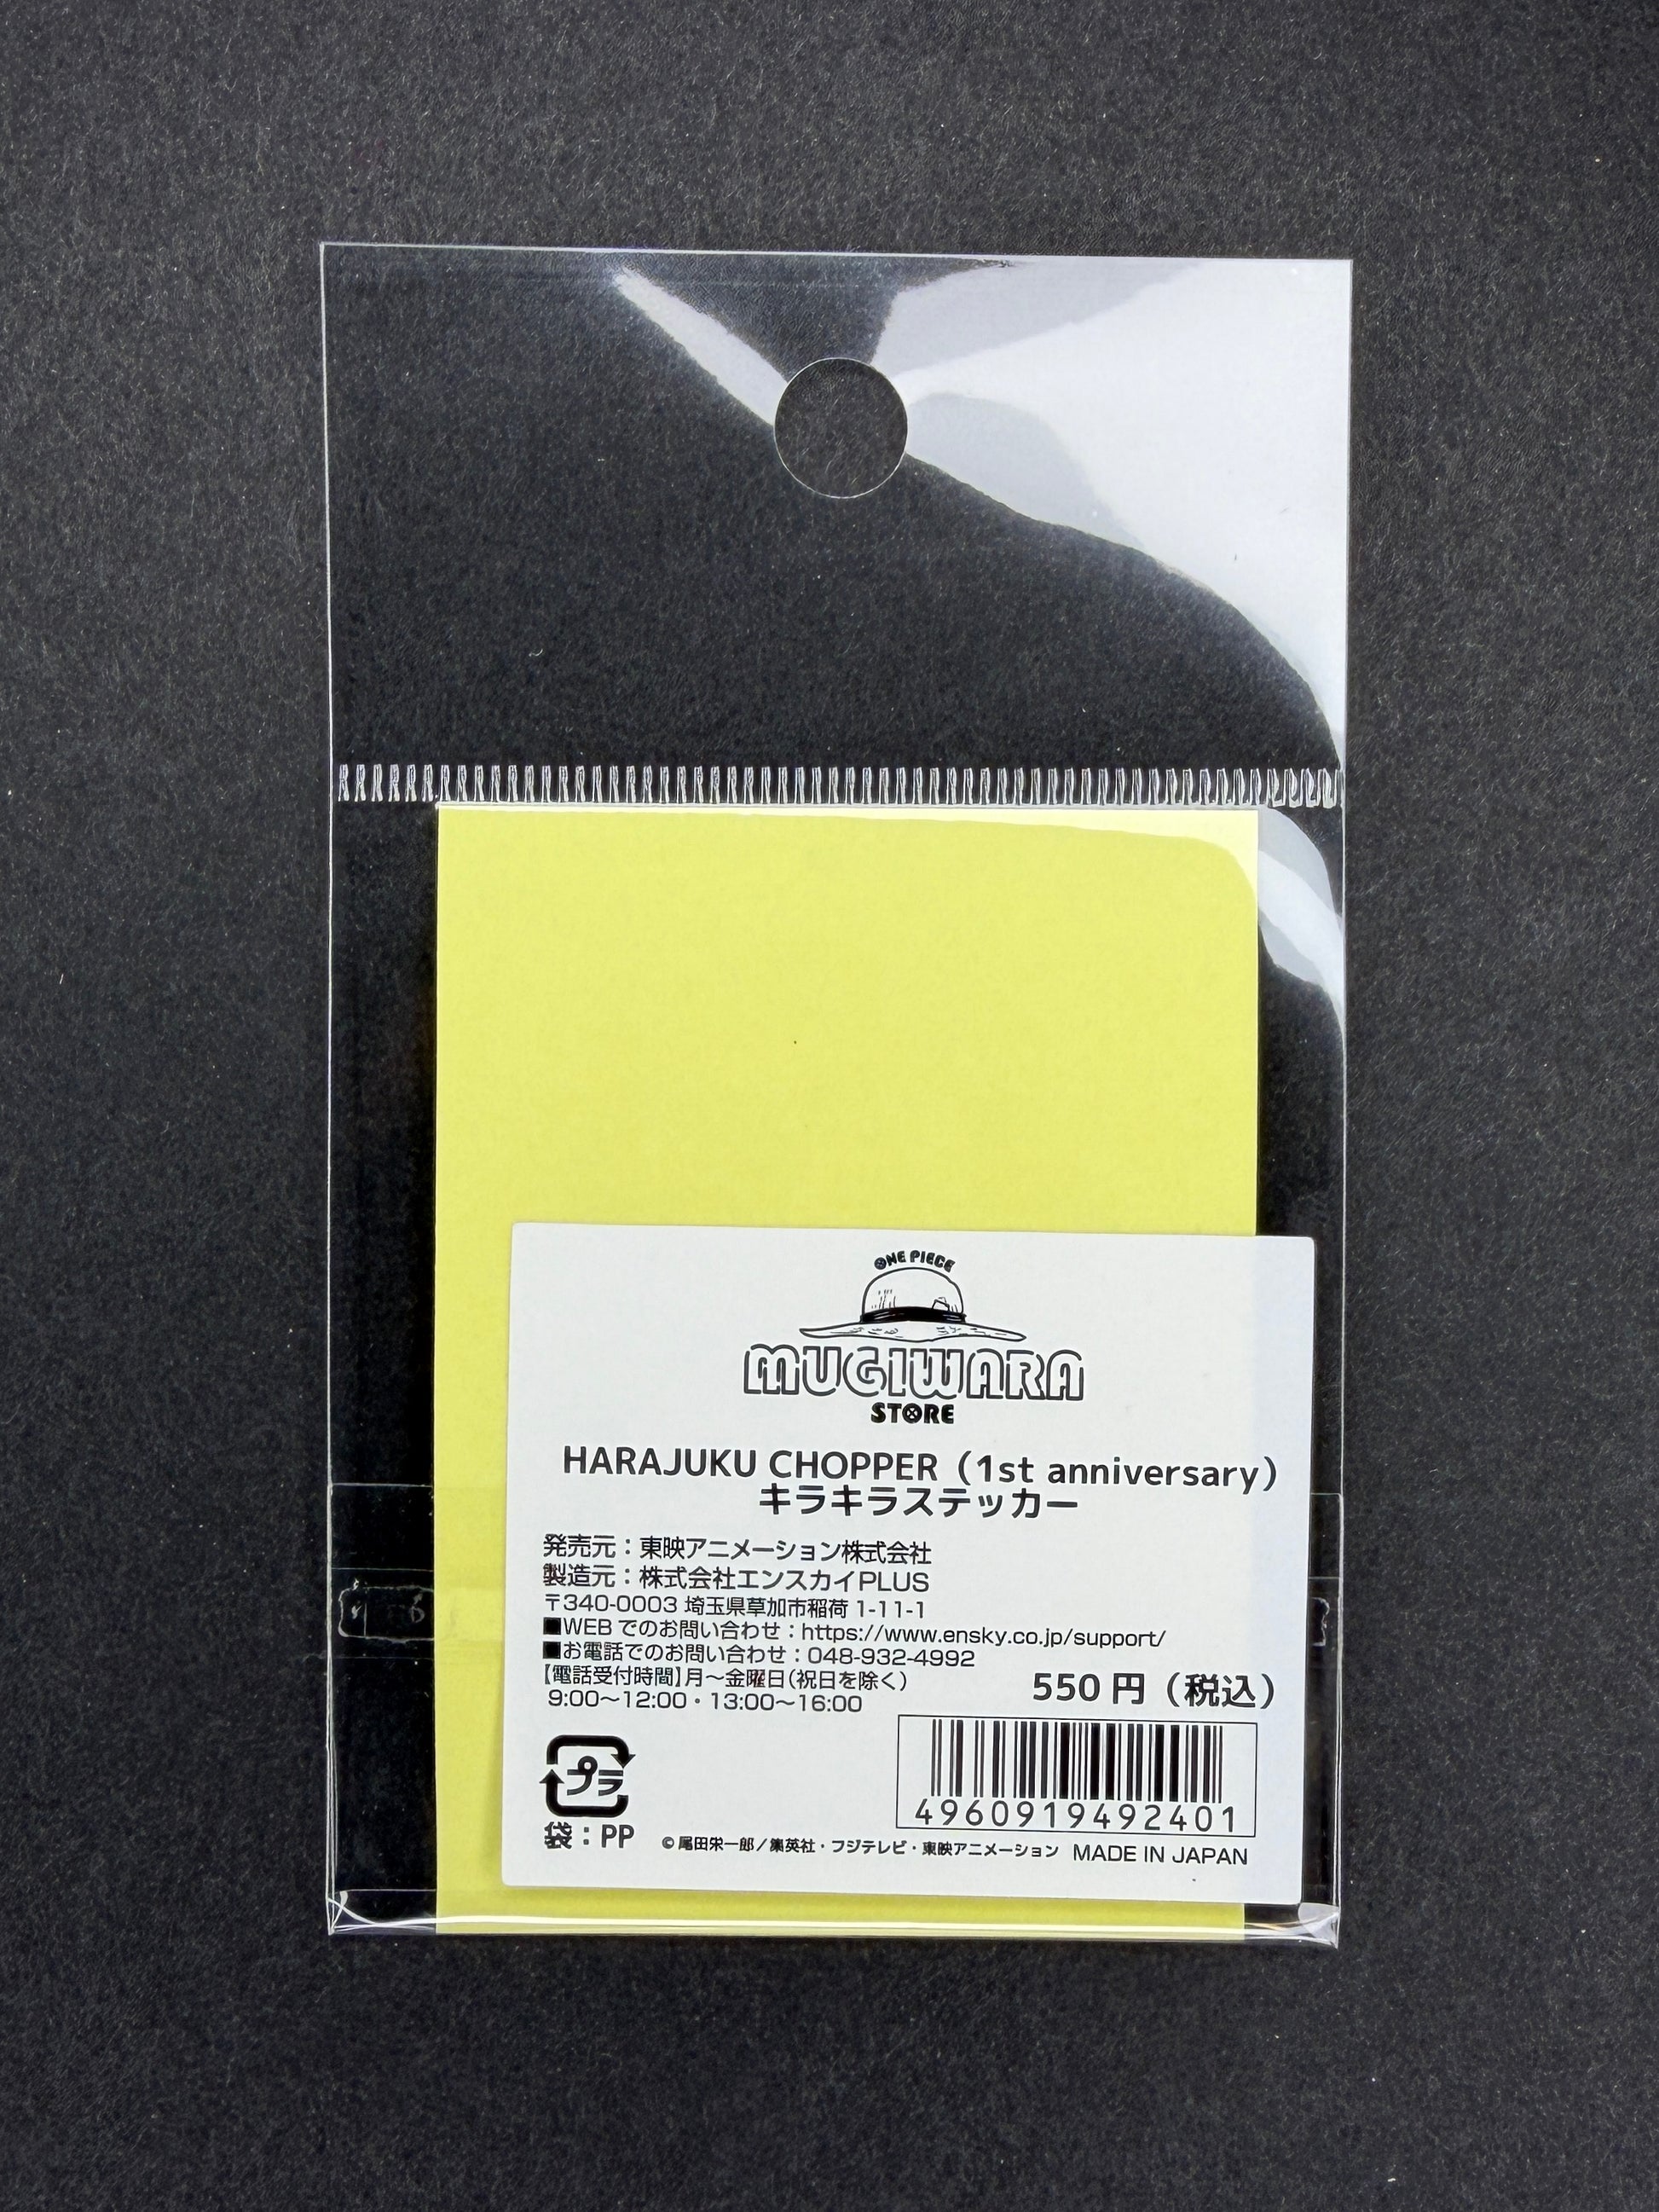 ONE PIECE
MUGIWARA
STORE
HARAJUKU CHOPPER（1st anniversary）
キラキラステッカー
発売元：東映アニメーション株式会社
製造元：株式会社エンスカイPLUS
〒340-0003 埼玉県草加市稲荷 1-11-1
■WEB でのお問い合わせ：https://www.ensky.co.jp/support/
■お電話でのお問い合わせ：048-932-4992
【電話受付時間】月～金曜日（祝日を除く）
9:00～12:00・13:00～16:00
550 円（税込）
プラ
4960919492401
袋：PP
©尾田栄一郎／集英社・フジテレビ・東映アニメーション MADE IN JAPAN